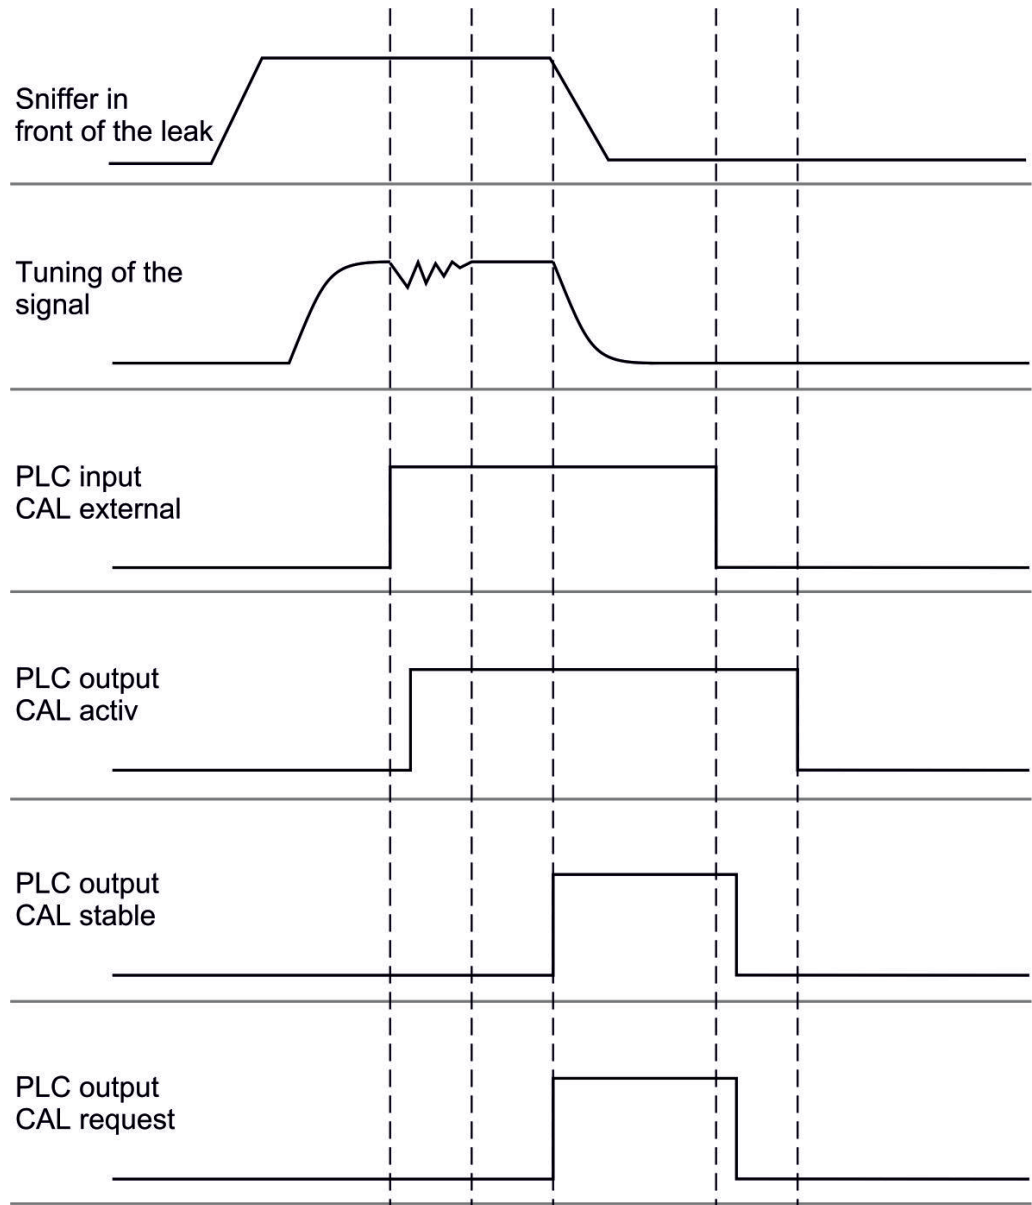 Sniffer in
front of the leak
Tuning of the
signal
PLC input
CAL external
PLC output
CAL activ
PLC output
CAL stable
PLC output
CAL request